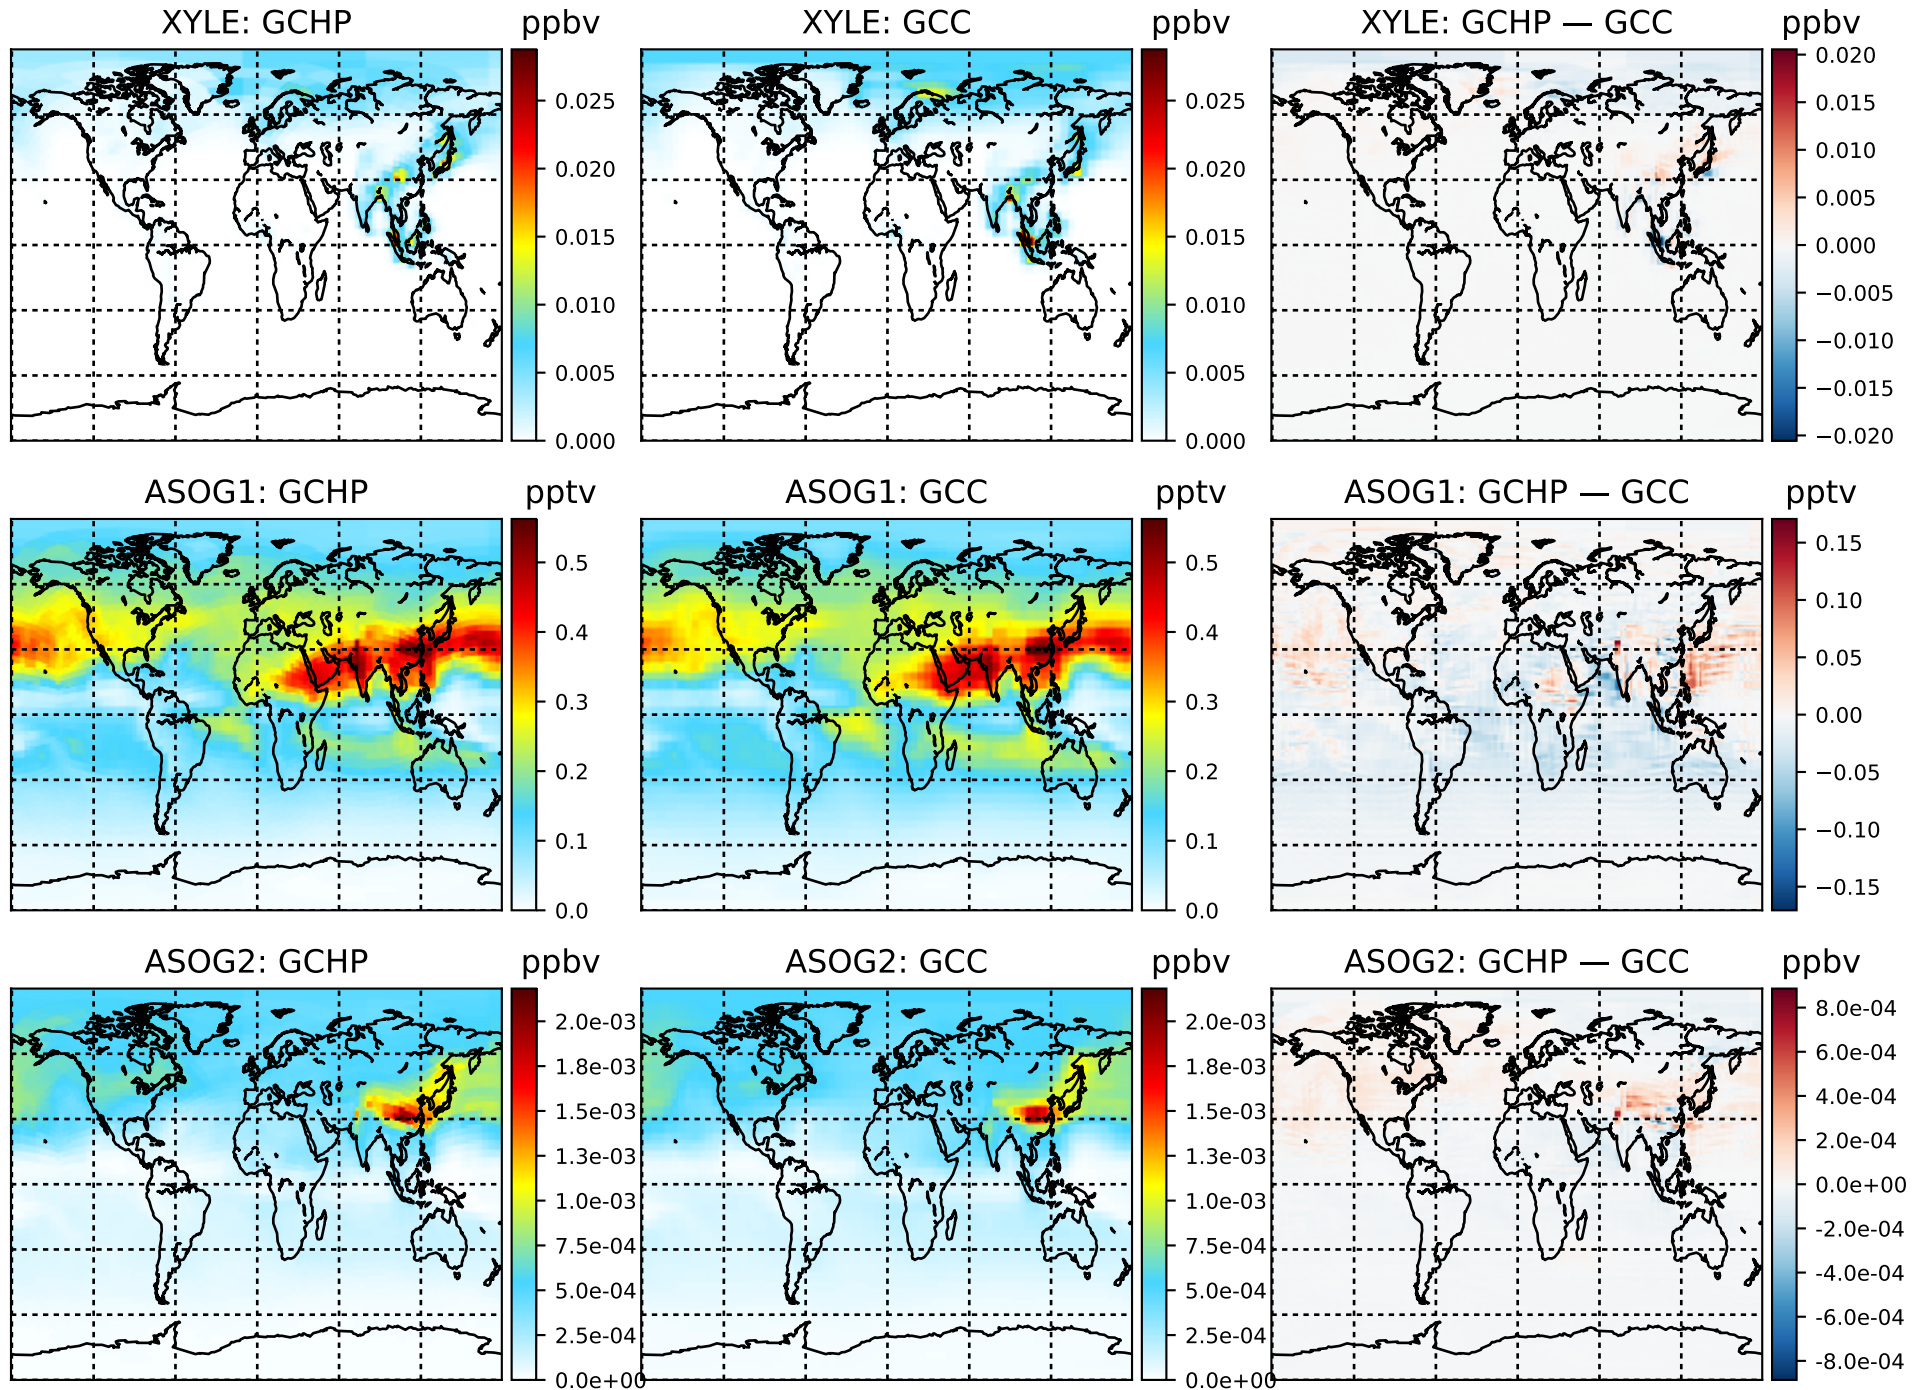 XYLE: GCHP ppbv XYLE: GCC ppbv XYLE: GCHP — GCC ppbv
0.025 0.025 0.020
0.020 0.020 0.015
0.015 0.015 0.010
0.010 0.010 0.005
0.005 0.005 0.000
0.000 0.000 −0.005
−0.010
−0.015
−0.020
ASOG1: GCHP pptv ASOG1: GCC pptv ASOG1: GCHP — GCC pptv
0.5 0.5 0.15
0.4 0.4 0.10
0.3 0.3 0.05
0.2 0.2 0.00
0.1 0.1 −0.05
0.0 0.0 −0.10
−0.15
ASOG2: GCHP ppbv ASOG2: GCC ppbv ASOG2: GCHP — GCC ppbv
2.0e-03 2.0e-03 8.0e-04
1.8e-03 1.8e-03 6.0e-04
1.5e-03 1.5e-03 4.0e-04
1.3e-03 1.3e-03 2.0e-04
1.0e-03 1.0e-03 0.0e+00
7.5e-04 7.5e-04 -2.0e-04
5.0e-04 5.0e-04 -4.0e-04
2.5e-04 2.5e-04 -6.0e-04
0.0e+00 0.0e+00 -8.0e-04